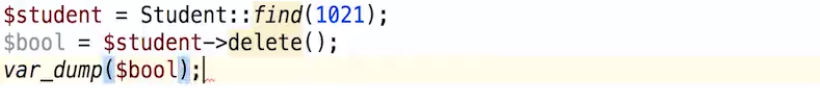 $student = Student::find(1021);
$bool = $student->delete();
var_dump($bool);